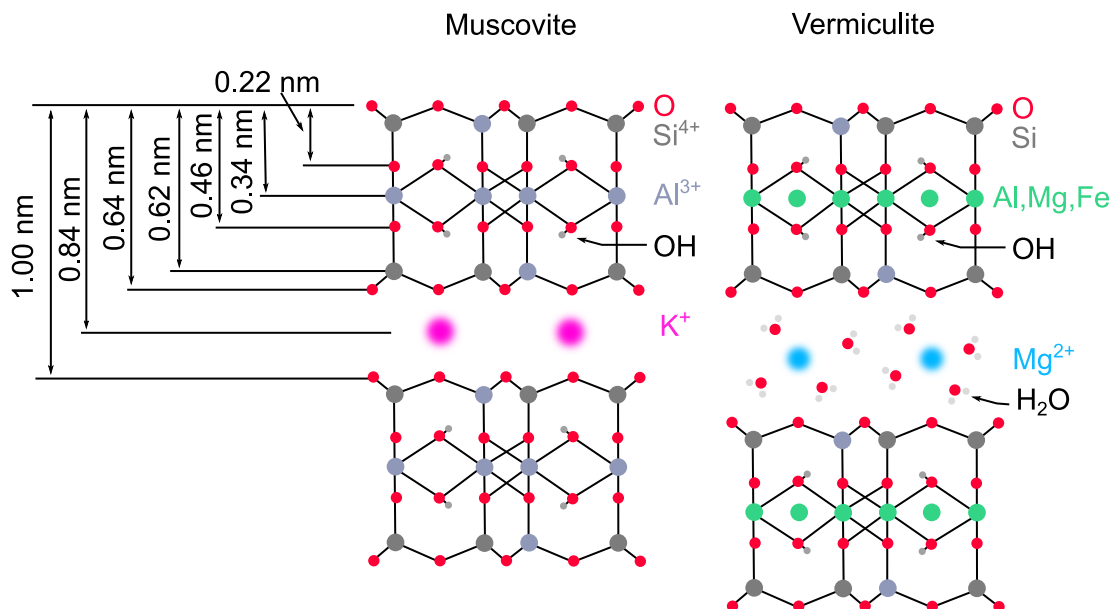 Muscovite
Vermiculite
0.22 nm
1.00 nm
0.84 nm
0.64 nm
0.62 nm
0.46 nm
0.34 nm
O
Si⁴⁺
Al³⁺
OH
K⁺
O
Si
Al,Mg,Fe
OH
Mg²⁺
H₂O